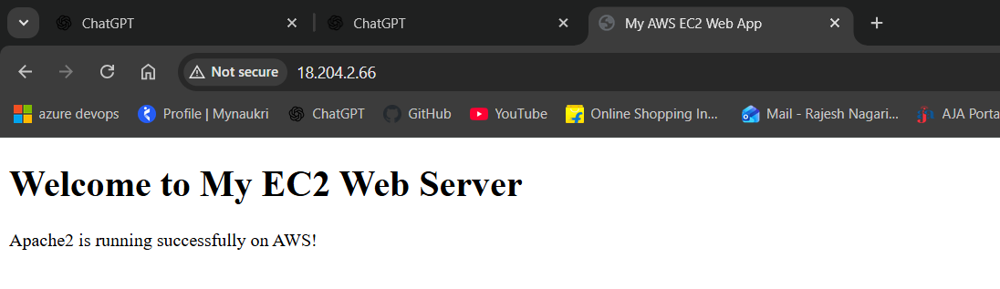 ChatGPT ChatGPT My AWS EC2 Web App
Not secure 18.204.2.66
azure devops Profile | Mynaukri ChatGPT GitHub YouTube Online Shopping In... Mail - Rajesh Nagari... AJA Porta
Welcome to My EC2 Web Server
Apache2 is running successfully on AWS!